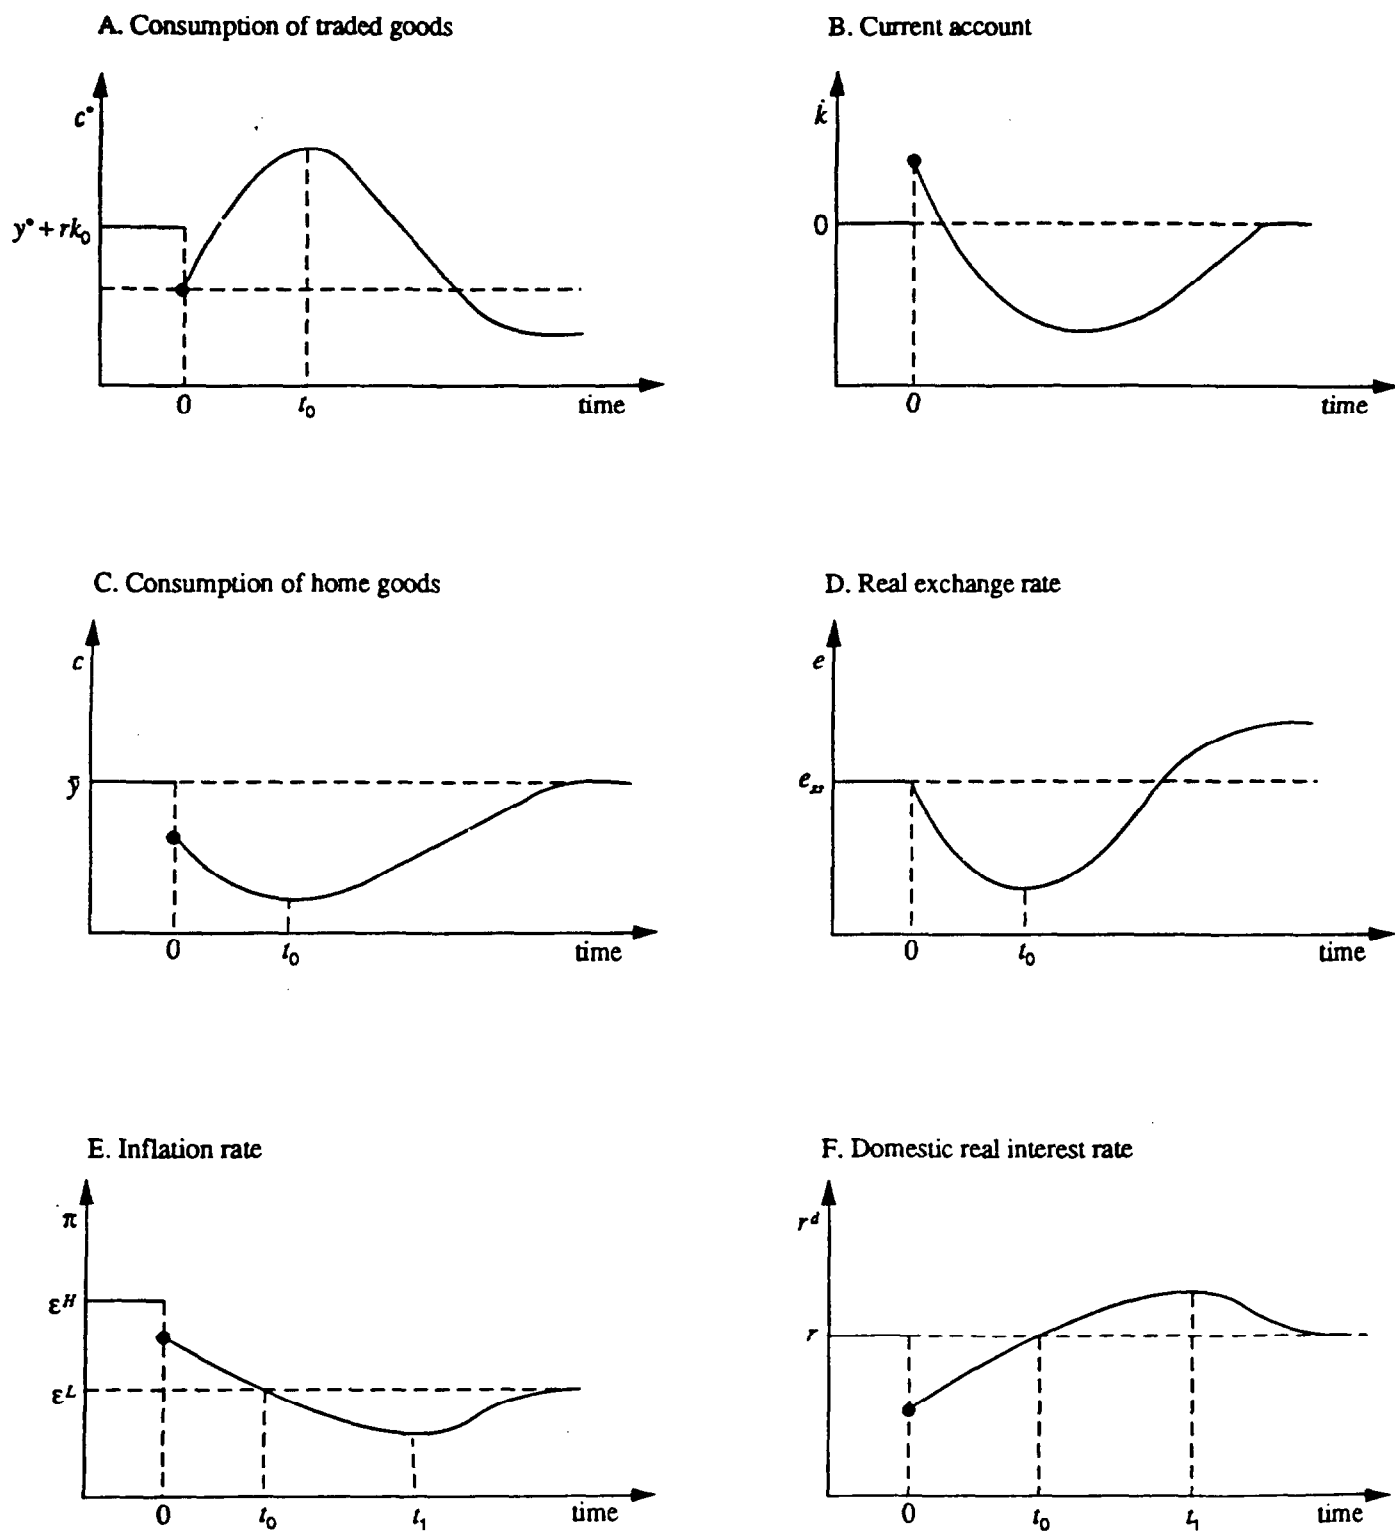 A. Consumption of traded goods
c*
y* + rk₀
0
t₀
time
B. Current account
k̇
0
0
time
C. Consumption of home goods
c
ȳ
0
t₀
time
D. Real exchange rate
e
eₛₛ
0
t₀
time
E. Inflation rate
π
εᴴ
εᴸ
0
t₀
t₁
time
F. Domestic real interest rate
rᵈ
r
0
t₀
t₁
time